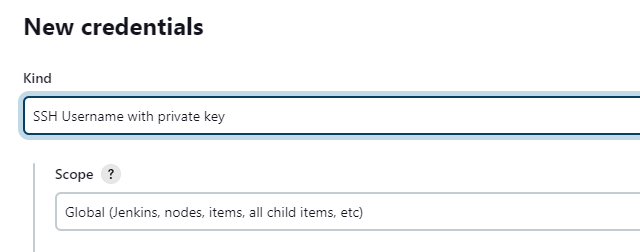 New credentials
Kind
SSH Username with private key
Scope ?
Global (Jenkins, nodes, items, all child items, etc)